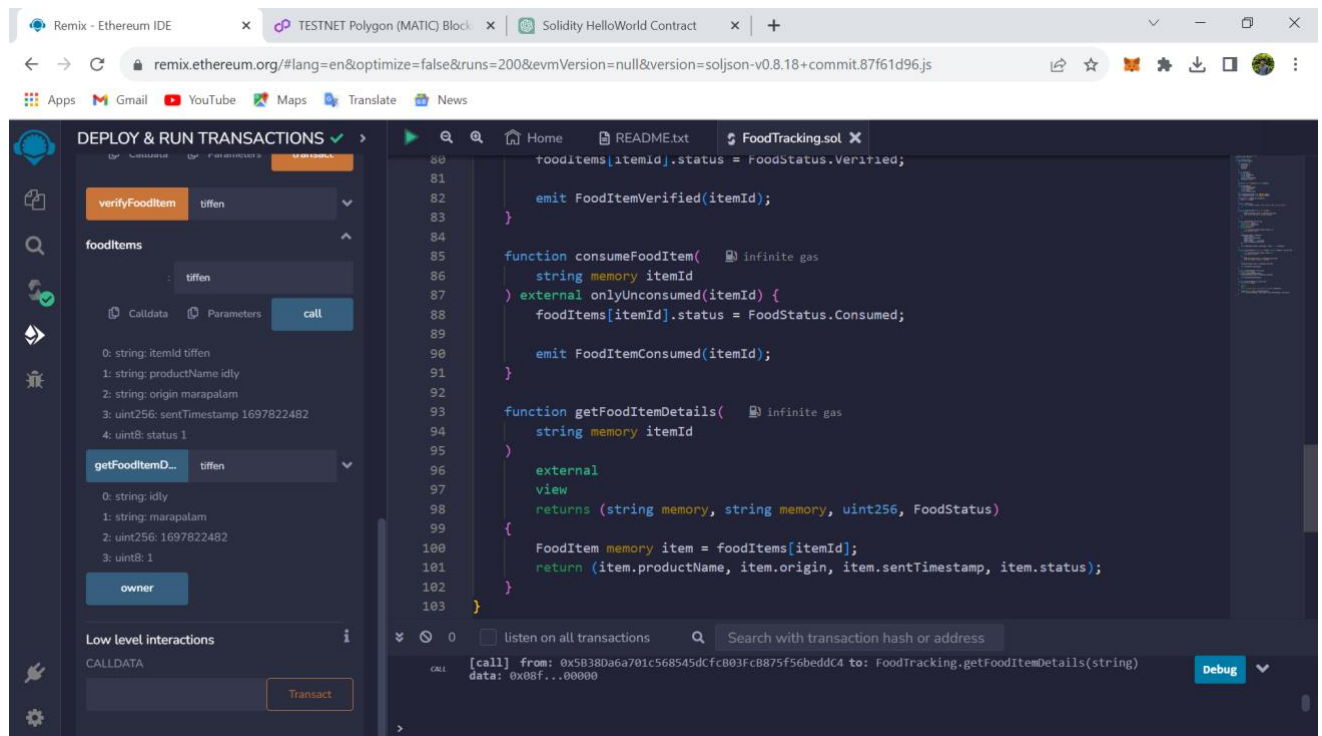 Remix - Ethereum IDE
TESTNET Polygon (MATIC) Block
Solidity HelloWorld Contract
remix.ethereum.org/#lang=en&optimize=false&runs=200&evmVersion=null&version=soljson-v0.8.18+commit.87f61d96.js
Apps Gmail YouTube Maps Translate News
DEPLOY & RUN TRANSACTIONS
Calldata Parameters transact
verifyFoodItem tiffen
foodItems
: tiffen
Calldata Parameters call
0: string: itemId tiffen
1: string: productName idly
2: string: origin marapalam
3: uint256: sentTimestamp 1697822482
4: uint8: status 1
getFoodItemD... tiffen
0: string: idly
1: string: marapalam
2: uint256: 1697822482
3: uint8: 1
owner
Low level interactions i
CALLDATA
Transact
Home README.txt FoodTracking.sol
80 foodItems[itemId].status = FoodStatus.Verified;
81
82 emit FoodItemVerified(itemId);
83 }
84
85 function consumeFoodItem( infinite gas
86 string memory itemId
87 ) external onlyUnconsumed(itemId) {
88 foodItems[itemId].status = FoodStatus.Consumed;
89
90 emit FoodItemConsumed(itemId);
91 }
92
93 function getFoodItemDetails( infinite gas
94 string memory itemId
95 )
96 external
97 view
98 returns (string memory, string memory, uint256, FoodStatus)
99 {
100 FoodItem memory item = foodItems[itemId];
101 return (item.productName, item.origin, item.sentTimestamp, item.status);
102 }
103 }
0 listen on all transactions Search with transaction hash or address
CALL [call] from: 0x5B38Da6a701c568545dCfcB03FcB875f56beddC4 to: FoodTracking.getFoodItemDetails(string)
data: 0x08f...00000
Debug
>